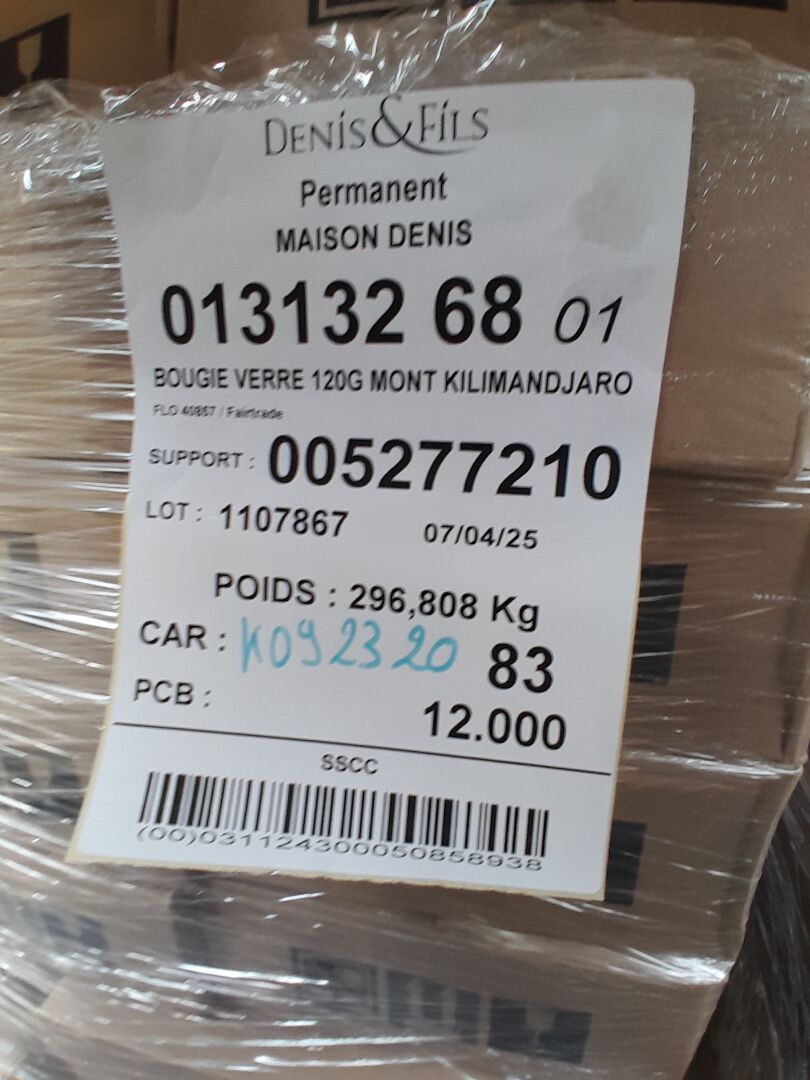 DENIS&FILS
Permanent
MAISON DENIS
013132 68 01
BOUGIE VERRE 120G MONT KILIMANDJARO
FLO 40867 / Fairtrade
SUPPORT : 005277210
LOT : 1107867 07/04/25
POIDS : 296,808 Kg
CAR : K092320 83
PCB : 12.000
SSCC
(00)031124300050858938